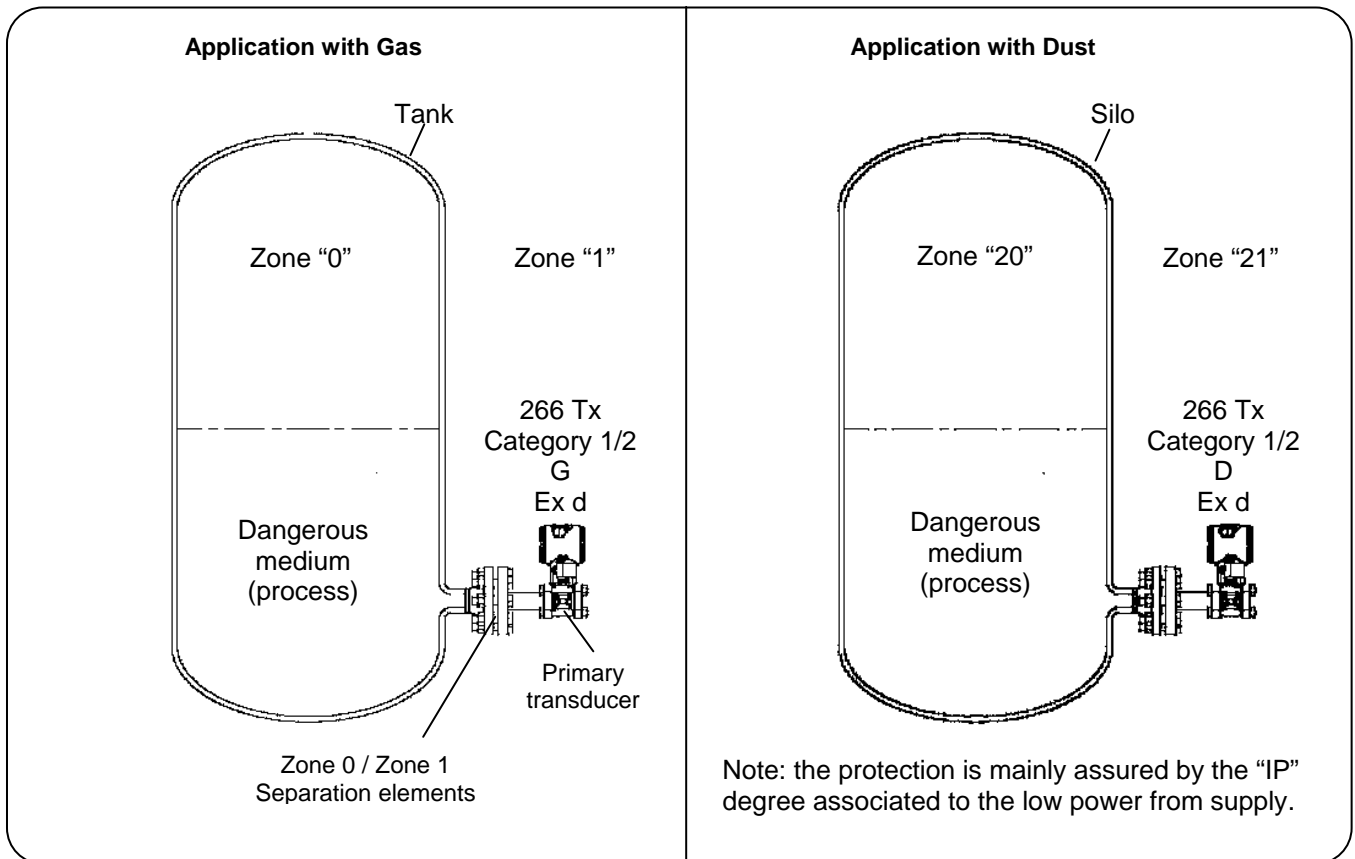 Application with Gas
Tank
Zone “0”
Zone “1”
266 Tx
Category 1/2
G
Ex d
Dangerous
medium
(process)
Primary
transducer
Zone 0 / Zone 1
Separation elements
Application with Dust
Silo
Zone “20”
Zone “21”
266 Tx
Category 1/2
D
Ex d
Dangerous
medium
(process)
Note: the protection is mainly assured by the “IP”
degree associated to the low power from supply.